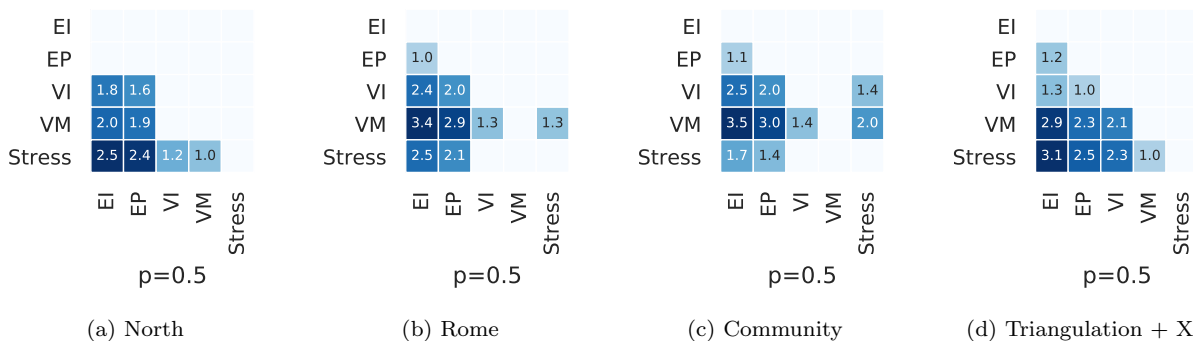 EI
EP
VI 1.8 1.6
VM 2.0 1.9
Stress 2.5 2.4 1.2 1.0
EI EP VI VM Stress
p=0.5
(a) North
EI
EP 1.0
VI 2.4 2.0
VM 3.4 2.9 1.3 1.3
Stress 2.5 2.1
EI EP VI VM Stress
p=0.5
(b) Rome
EI
EP 1.1
VI 2.5 2.0 1.4
VM 3.5 3.0 1.4 2.0
Stress 1.7 1.4
EI EP VI VM Stress
p=0.5
(c) Community
EI
EP 1.2
VI 1.3 1.0
VM 2.9 2.3 2.1
Stress 3.1 2.5 2.3 1.0
EI EP VI VM Stress
p=0.5
(d) Triangulation + X